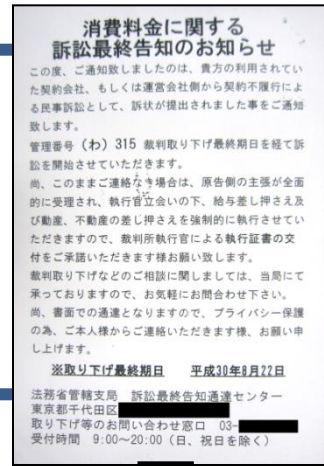 消費料金に関する
訴訟最終告知のお知らせ
この度、ご通知致しましたのは、貴方の利用されてい
た契約会社、もしくは運営会社側から契約不履行によ
る民事訴訟として、訴状が提出されました事をご通知
致します。
管理番号 (わ) 315 裁判取り下げ最終期日を経て訴
訟を開始させていただきます。
尚、このままご連絡なき場合は、原告側の主張が全面
的に受理され、執行官立会いの下、給与差し押さえ及
び動産、不動産の差し押さえを強制的に執行させてい
ただきますので、裁判所執行官による執行証書の交
付をご承諾いただきます様お願い致します。
裁判取り下げなどのご相談に関しましては、当局にて
承っておりますので、お気軽にお問合わせ下さい。
尚、書面での通達となりますので、プライバシー保護
の為、ご本人様からご連絡いただきます様、お願い申
し上げます。
※取り下げ最終期日 平成30年8月22日
法務省管轄支局 訴訟最終告知通達センター
東京都千代田区
取り下げ等のお問い合わせ窓口 03-
受付時間 9:00～20:00 (日、祝日を除く)